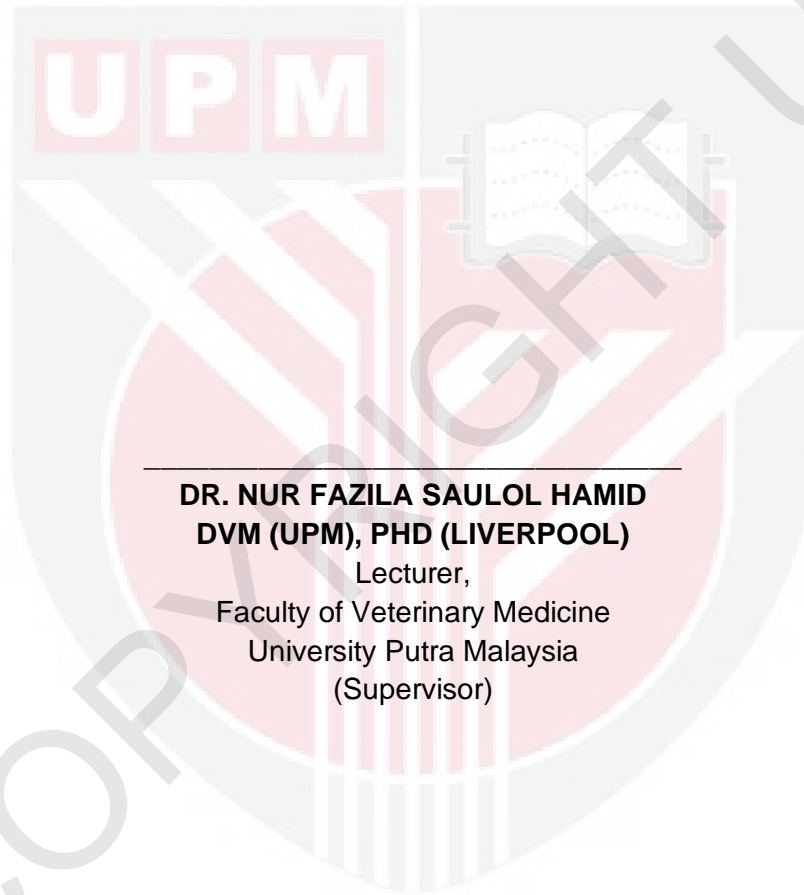 UPM
COPYRIGHT U
DR. NUR FAZILA SAULOL HAMID
DVM (UPM), PHD (LIVERPOOL)
Lecturer,
Faculty of Veterinary Medicine
University Putra Malaysia
(Supervisor)